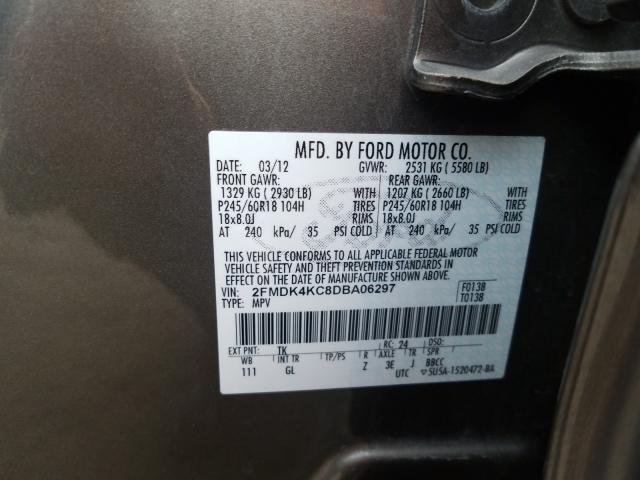 MFD. BY FORD MOTOR CO.
DATE: 03/12 GVWR: 2531 KG ( 5580 LB)
FRONT GAWR: REAR GAWR:
1329 KG ( 2930 LB) WITH 1207 KG ( 2660 LB) WITH
P245/60R18 104H TIRES P245/60R18 104H TIRES
18x8.0J RIMS 18x8.0J RIMS
AT 240 kPa/ 35 PSI COLD AT 240 kPa/ 35 PSI COLD
THIS VEHICLE CONFORMS TO ALL APPLICABLE FEDERAL MOTOR
VEHICLE SAFETY AND THEFT PREVENTION STANDARDS IN
EFFECT ON THE DATE OF MANUFACTURE SHOWN ABOVE.
VIN: 2FMDK4KC8DBA06297 F0138
TYPE: MPV T0138
EXT PNT: TK RC: 24 DSO:
WB INT TR TP/PS R AXLE TR SPR
111 GL Z 3E J BBCC
UTC ▽5U5A-1520472-BA